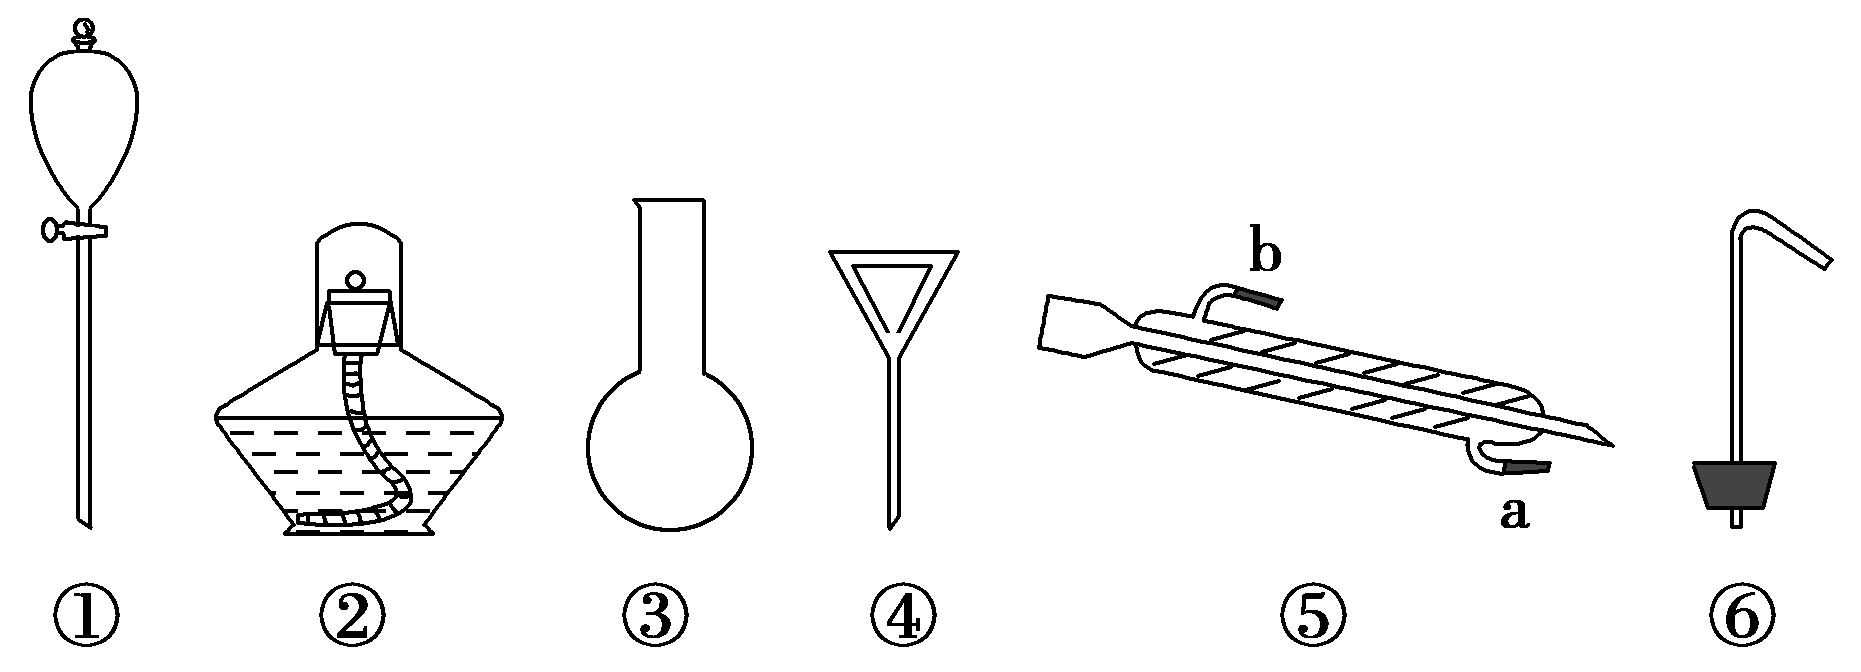 b
a
① ② ③ ④ ⑤ ⑥